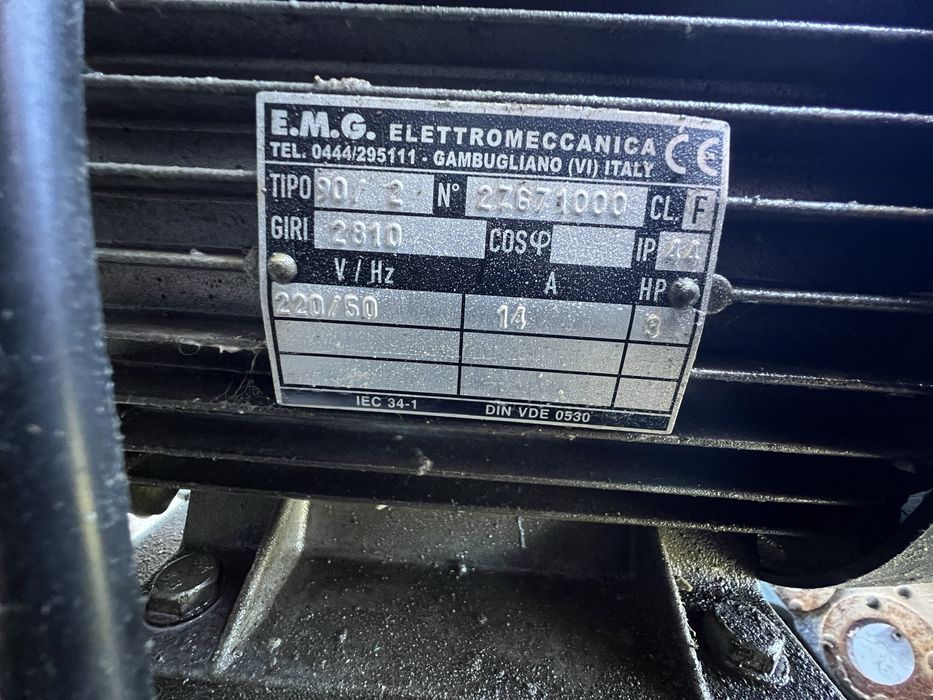 E.M.G. ELETTROMECCANICA CE
TEL. 0444/295111 - GAMBUGLIANO (VI) ITALY
TIPO 90/ 2 N° 27671000 CL. F
GIRI 2810 COSφ IP 44
V / Hz A HP
220/50 14 3
IEC 34-1 DIN VDE 0530